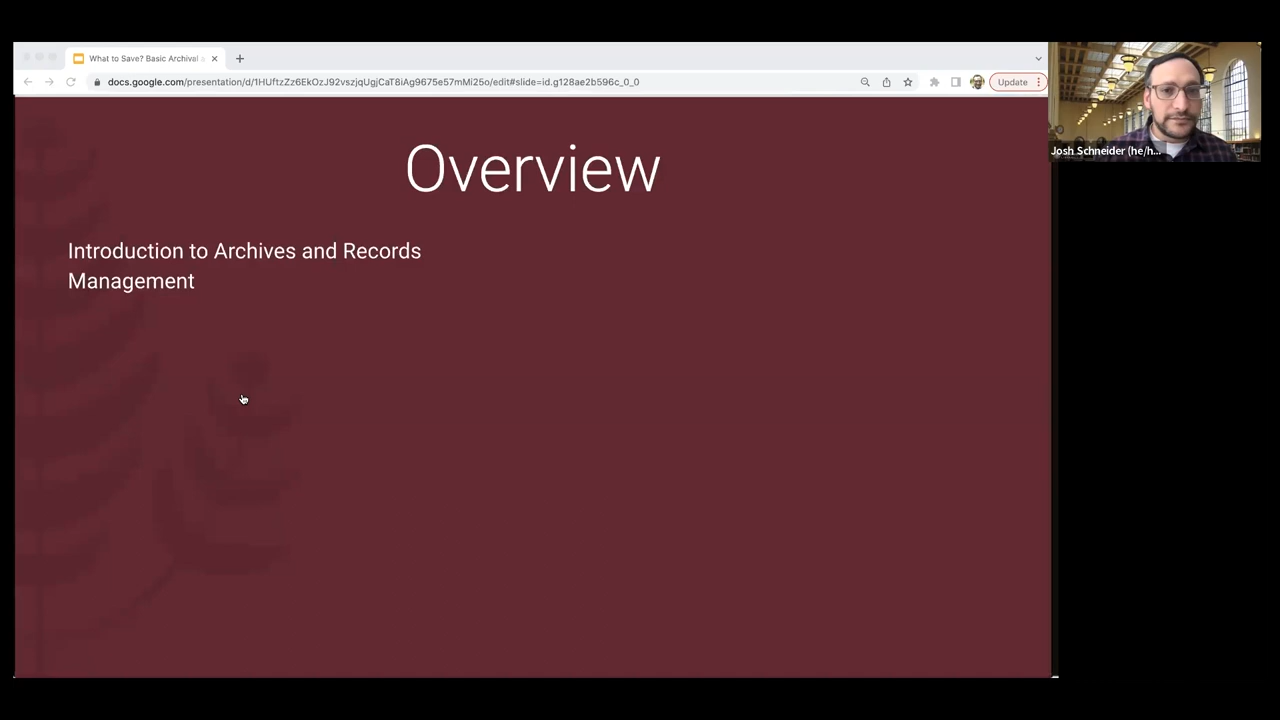 What to Save? Basic Archival
docs.google.com/presentation/d/1HUftzZz6EkOzJ92vszjqUgjCaT8iAg9675e57mMi25o/edit#slide=id.g128ae2b596c_0_0
Update
Josh Schneider (he/h...
Overview
Introduction to Archives and Records
Management